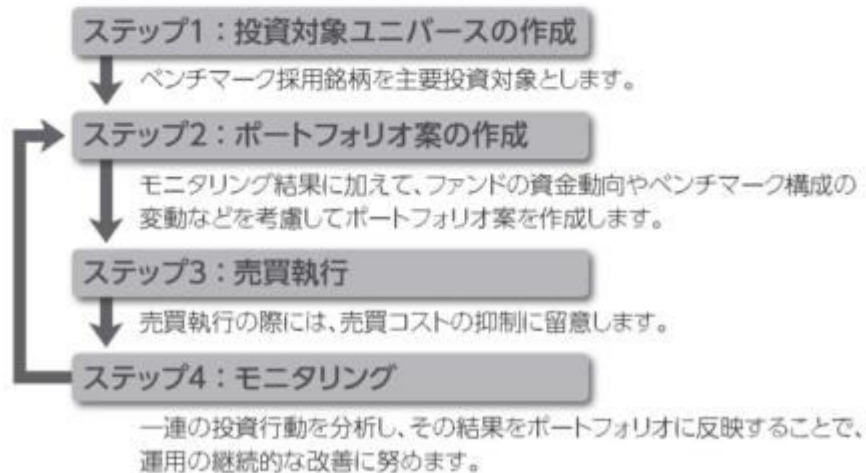 ステップ1：投資対象ユニバースの作成
ベンチマーク採用銘柄を主要投資対象とします。
ステップ2：ポートフォリオ案の作成
モニタリング結果に加えて、ファンドの資金動向やベンチマーク構成の
変動などを考慮してポートフォリオ案を作成します。
ステップ3：売買執行
売買執行の際には、売買コストの抑制に留意します。
ステップ4：モニタリング
一連の投資行動を分析し、その結果をポートフォリオに反映することで、
運用の継続的な改善に努めます。